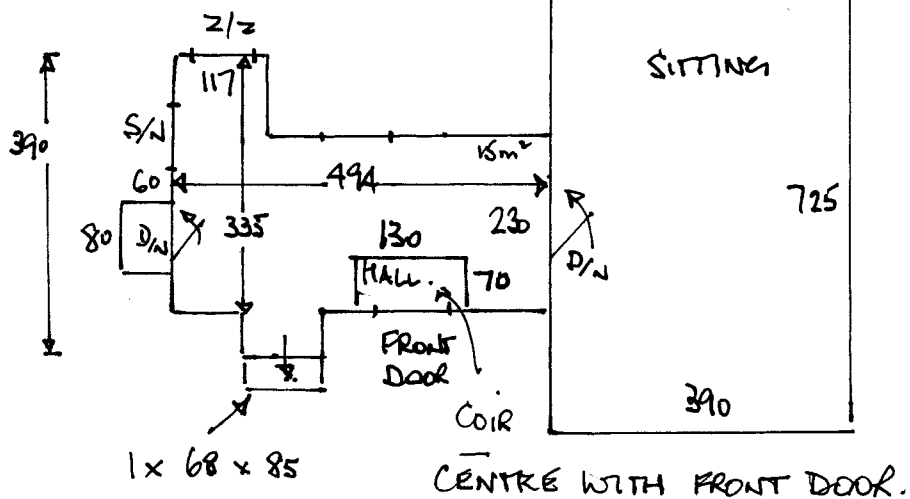 2/2
SITTING
117
390
S/N
15m²
60
494
725
80
D/N
335
230
130
D/N
HALL.
70
FRONT
DOOR
COIR
390
1 x 68 x 85
CENTRE WITH FRONT DOOR.